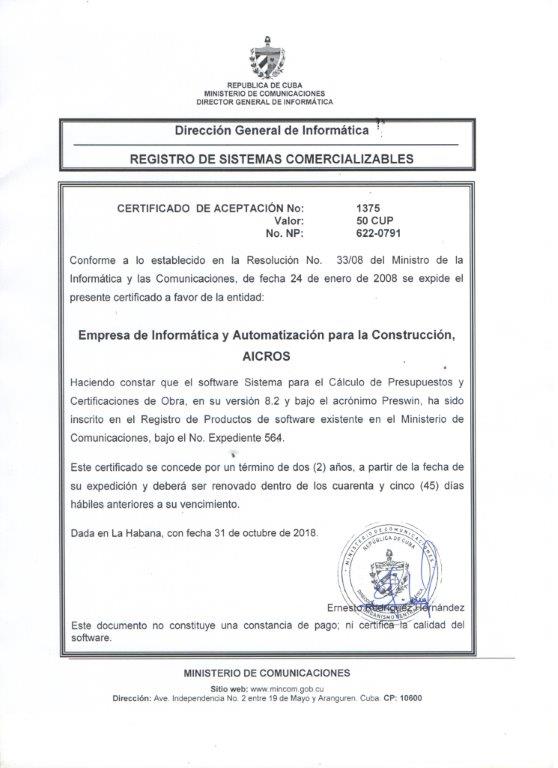 REPUBLICA DE CUBA
MINISTERIO DE COMUNICACIONES
DIRECTOR GENERAL DE INFORMÁTICA
Dirección General de Informática
REGISTRO DE SISTEMAS COMERCIALIZABLES
CERTIFICADO DE ACEPTACIÓN No: 1375
Valor: 50 CUP
No. NP: 622-0791
Conforme a lo establecido en la Resolución No. 33/08 del Ministro de la
Informática y las Comunicaciones, de fecha 24 de enero de 2008 se expide el
presente certificado a favor de la entidad:
Empresa de Informática y Automatización para la Construcción,
AICROS
Haciendo constar que el software Sistema para el Cálculo de Presupuestos y
Certificaciones de Obra, en su versión 8.2 y bajo el acrónimo Preswin, ha sido
inscrito en el Registro de Productos de software existente en el Ministerio de
Comunicaciones, bajo el No. Expediente 564.
Este certificado se concede por un término de dos (2) años, a partir de la fecha de
su expedición y deberá ser renovado dentro de los cuarenta y cinco (45) días
hábiles anteriores a su vencimiento.
Dada en La Habana, con fecha 31 de octubre de 2018.
MINISTERIO DE COMUNICACIONES
REPUBLICA DE CUBA
Ernesto Rodríguez Hernández
Este documento no constituye una constancia de pago; ni certifica la calidad del
software.
MINISTERIO DE COMUNICACIONES
Sitio web: www.mincom.gob.cu
Dirección: Ave. Independencia No. 2 entre 19 de Mayo y Aranguren. Cuba. CP: 10600